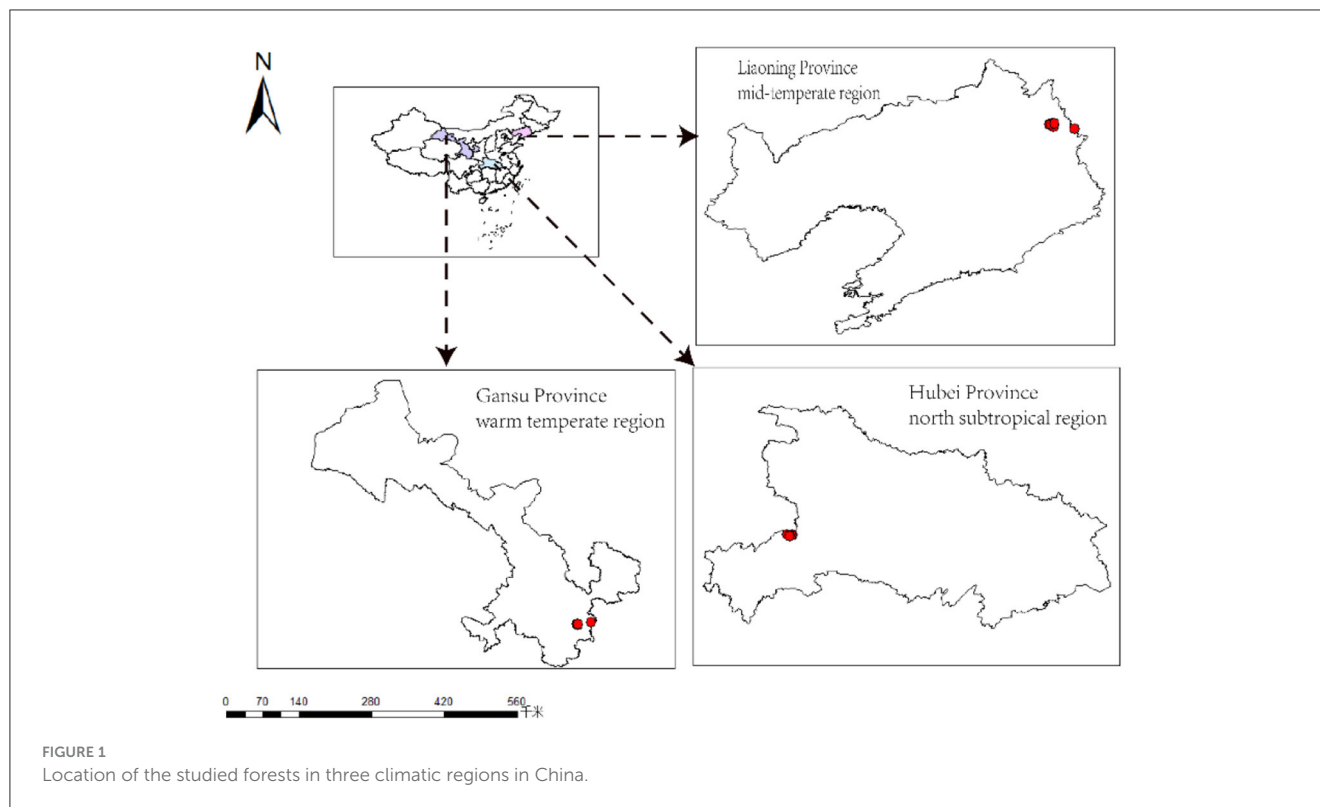 N
Liaoning Province
mid-temperate region
Gansu Province
warm temperate region
Hubei Province
north subtropical region
0 70 140 280 420 560
千米
FIGURE 1
Location of the studied forests in three climatic regions in China.